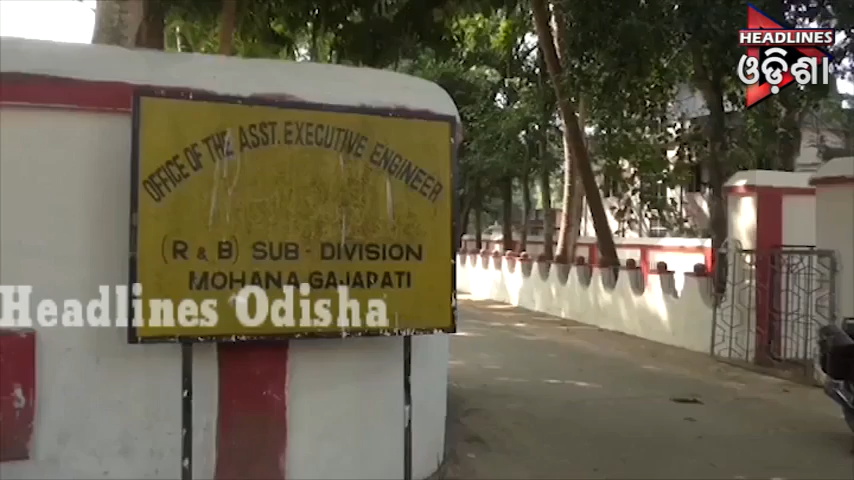 HEADLINES
ଓଡ଼ିଶା
OFFICE OF THE ASST. EXECUTIVE ENGINEER
(R & B) SUB - DIVISION
MOHANA.GAJAPATI
Headlines Odisha